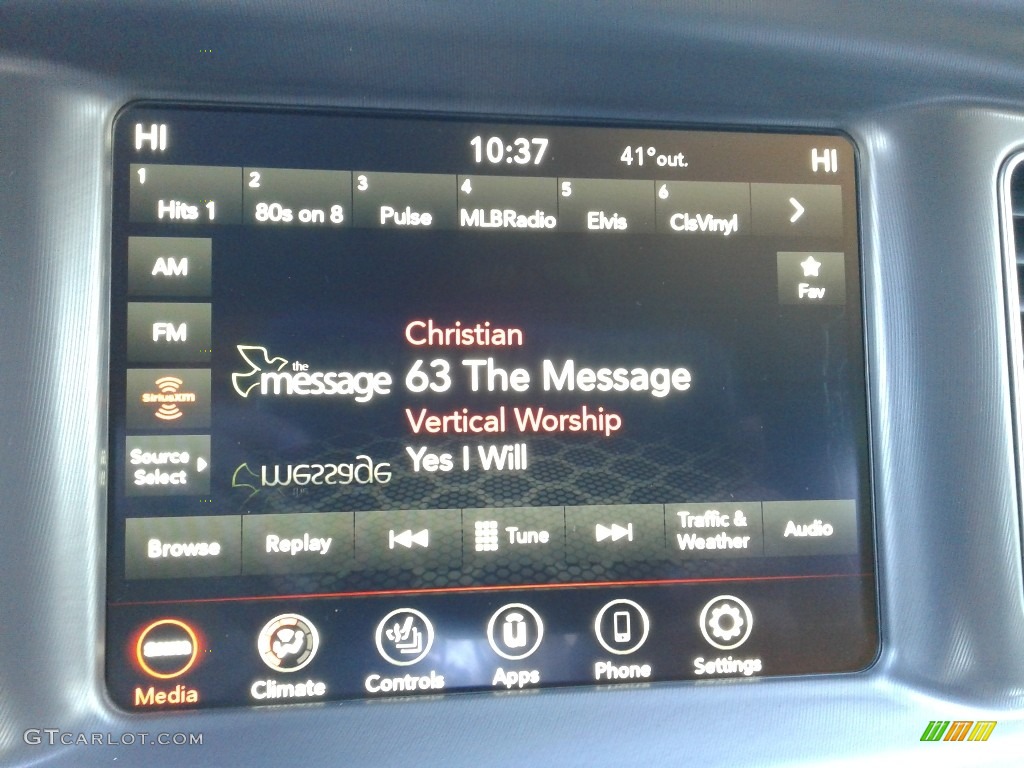 HI 10:37 41°out. HI
1 Hits 1 2 80s on 8 3 Pulse 4 MLBRadio 5 Elvis 6 ClsVinyl
AM
Fav
FM
Christian
the message 63 The Message
SiriusXM
Vertical Worship
Source Select
Yes I Will
message
Browse Replay Tune Traffic & Weather Audio
Media Climate Controls Apps Phone Settings
GTCARLOT.COM